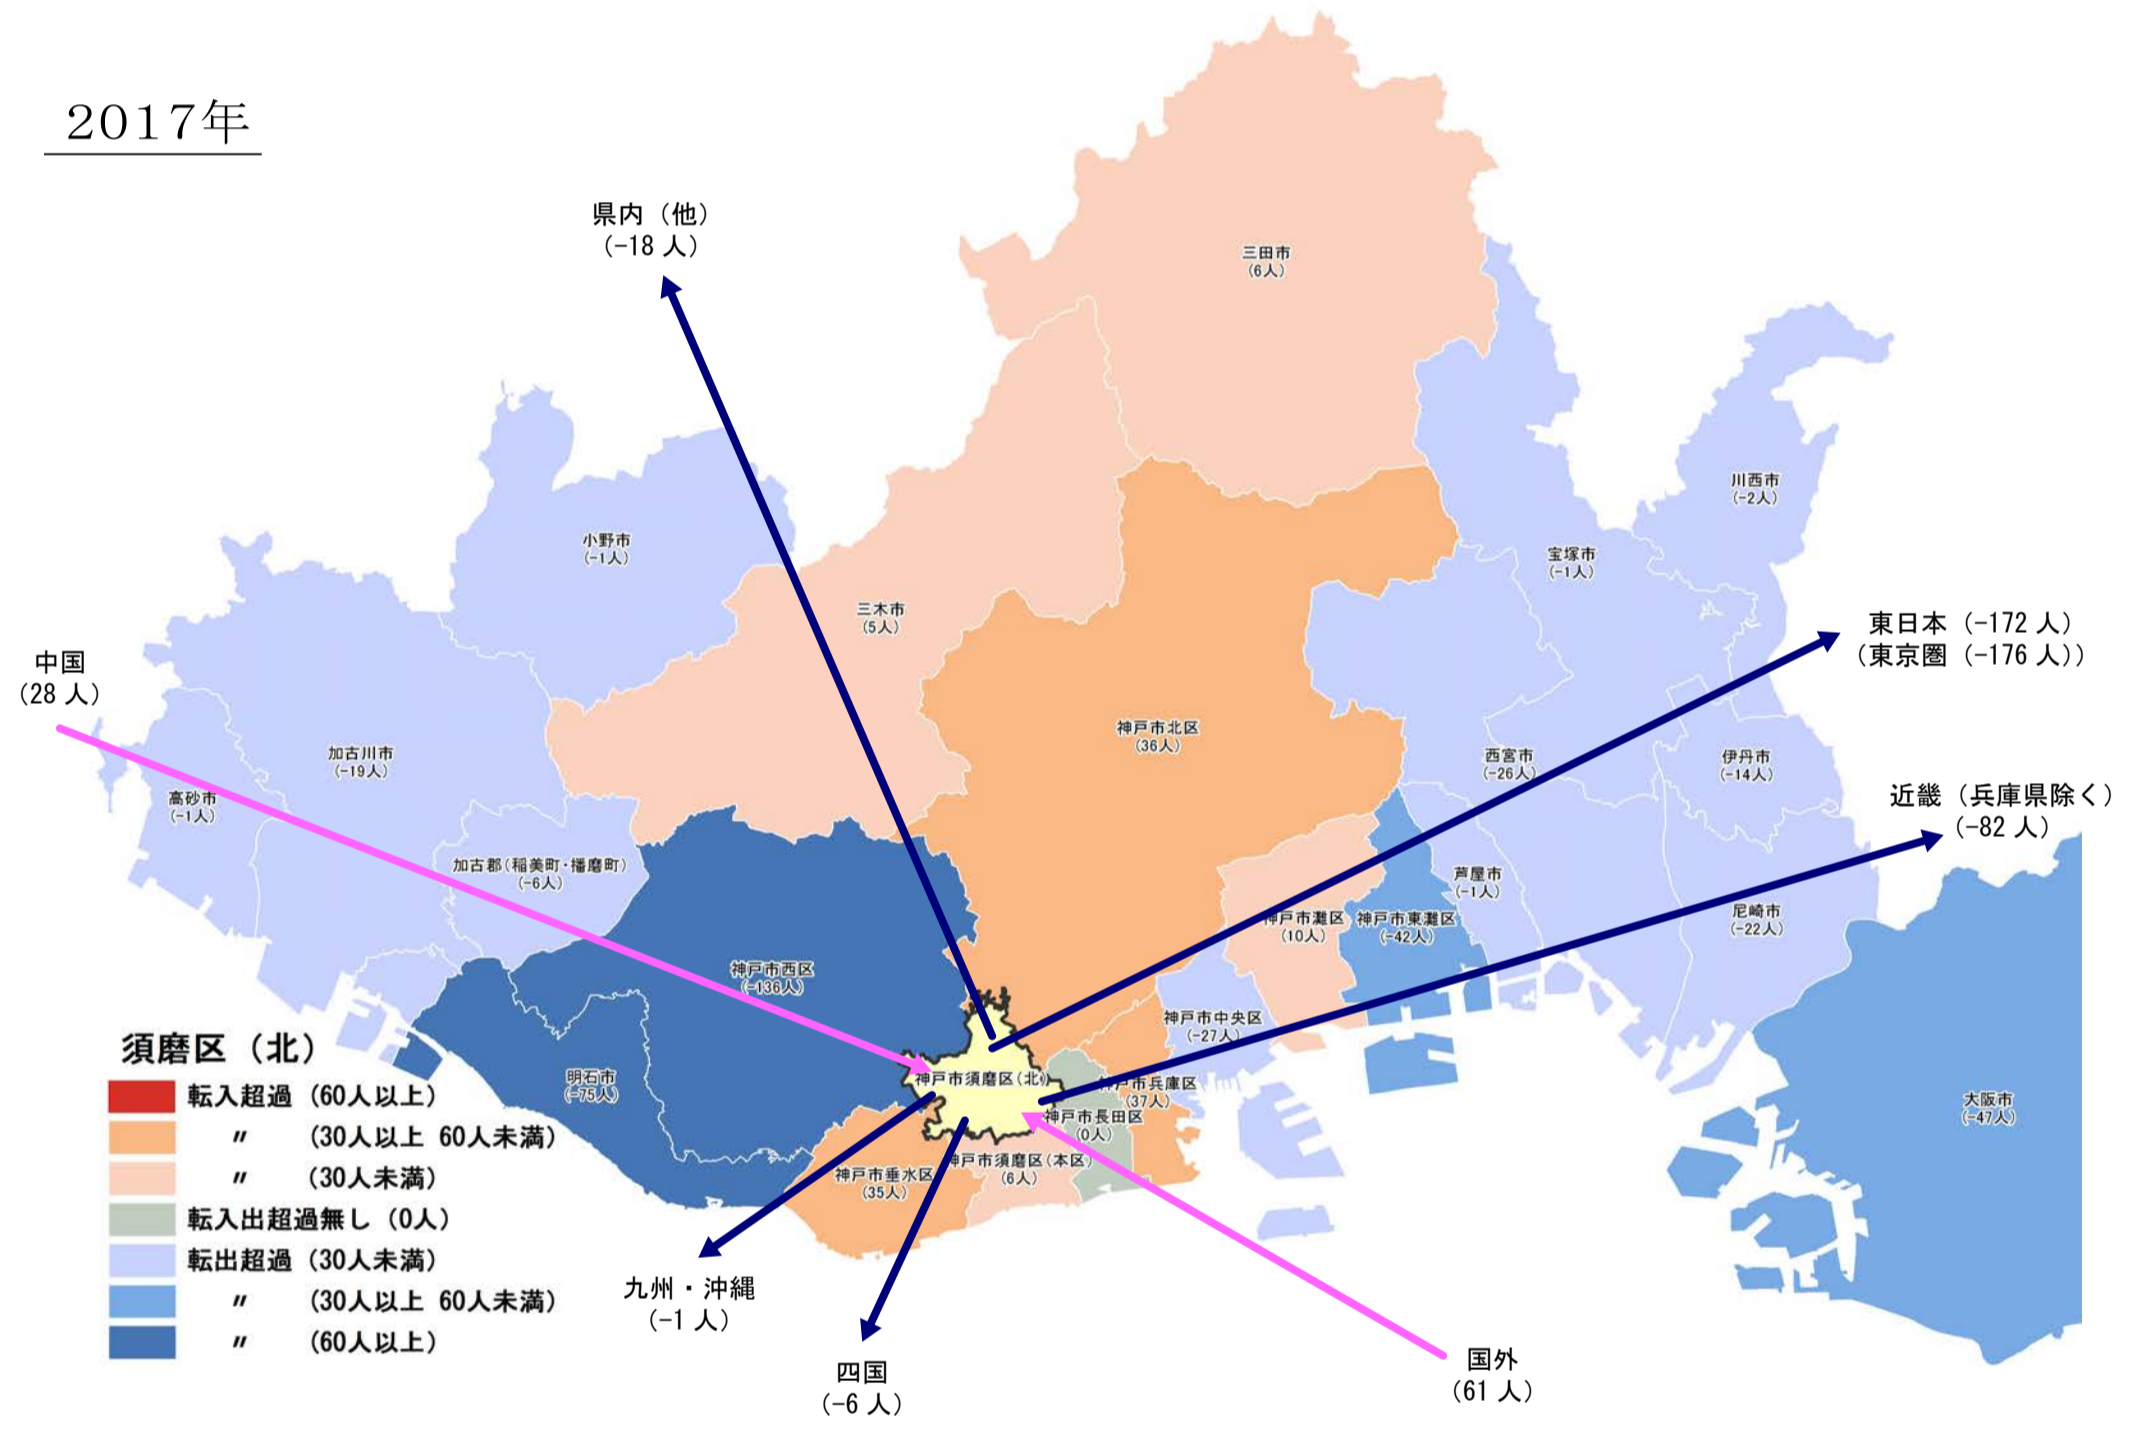 2017年
県内（他）
（-18 人）
三田市
（6人）
川西市
（-2人）
小野市
（-1人）
宝塚市
（-1人）
三木市
（5人）
東日本（-172 人）
（東京圏（-176 人））
中国
（28 人）
神戸市北区
（36人）
加古川市
（-19人）
西宮市
（-26人）
伊丹市
（-14人）
高砂市
（-1人）
近畿（兵庫県除く）
（-82 人）
加古郡（稲美町・播磨町）
（-6人）
芦屋市
（-1人）
神戸市灘区
（10人）
神戸市東灘区
（-42人）
尼崎市
（-22人）
神戸市西区
（-136人）
神戸市中央区
（-27人）
明石市
（-75人）
神戸市須磨区（北）
神戸市兵庫区
（37人）
神戸市長田区
（0人）
大阪市
（-47人）
神戸市須磨区（本区）
（6人）
神戸市垂水区
（35人）
須磨区（北）
転入超過（60人以上）
〃 （30人以上 60人未満）
〃 （30人未満）
転入出超過無し（0人）
転出超過（30人未満）
〃 （30人以上 60人未満）
〃 （60人以上）
九州・沖縄
（-1 人）
四国
（-6 人）
国外
（61 人）